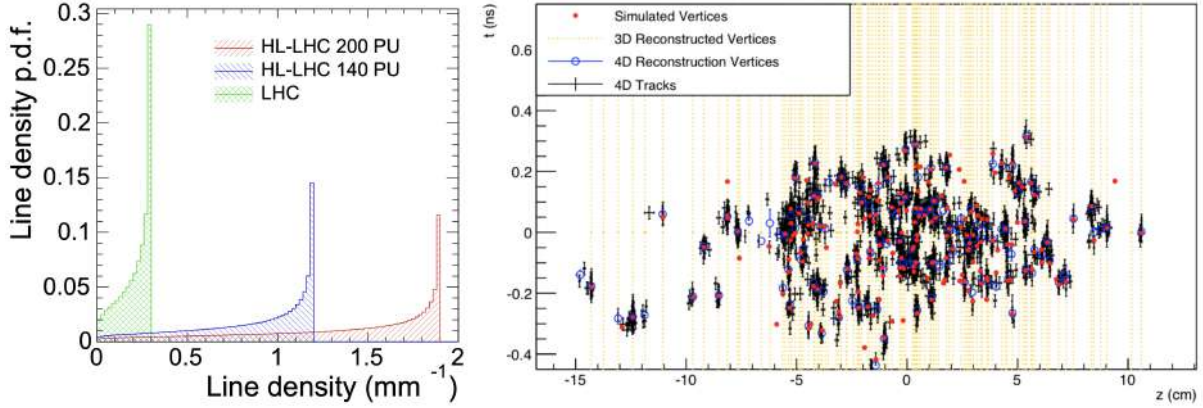 Line density p.d.f.
0.3
0.25
0.2
0.15
0.1
0.05
0
HL-LHC 200 PU
HL-LHC 140 PU
LHC
0 0.5 1 1.5 2
Line density (mm⁻¹)
t (ns)
0.6
0.4
0.2
0
-0.2
-0.4
Simulated Vertices
3D Reconstructed Vertices
4D Reconstruction Vertices
4D Tracks
-15 -10 -5 0 5 10
z (cm)